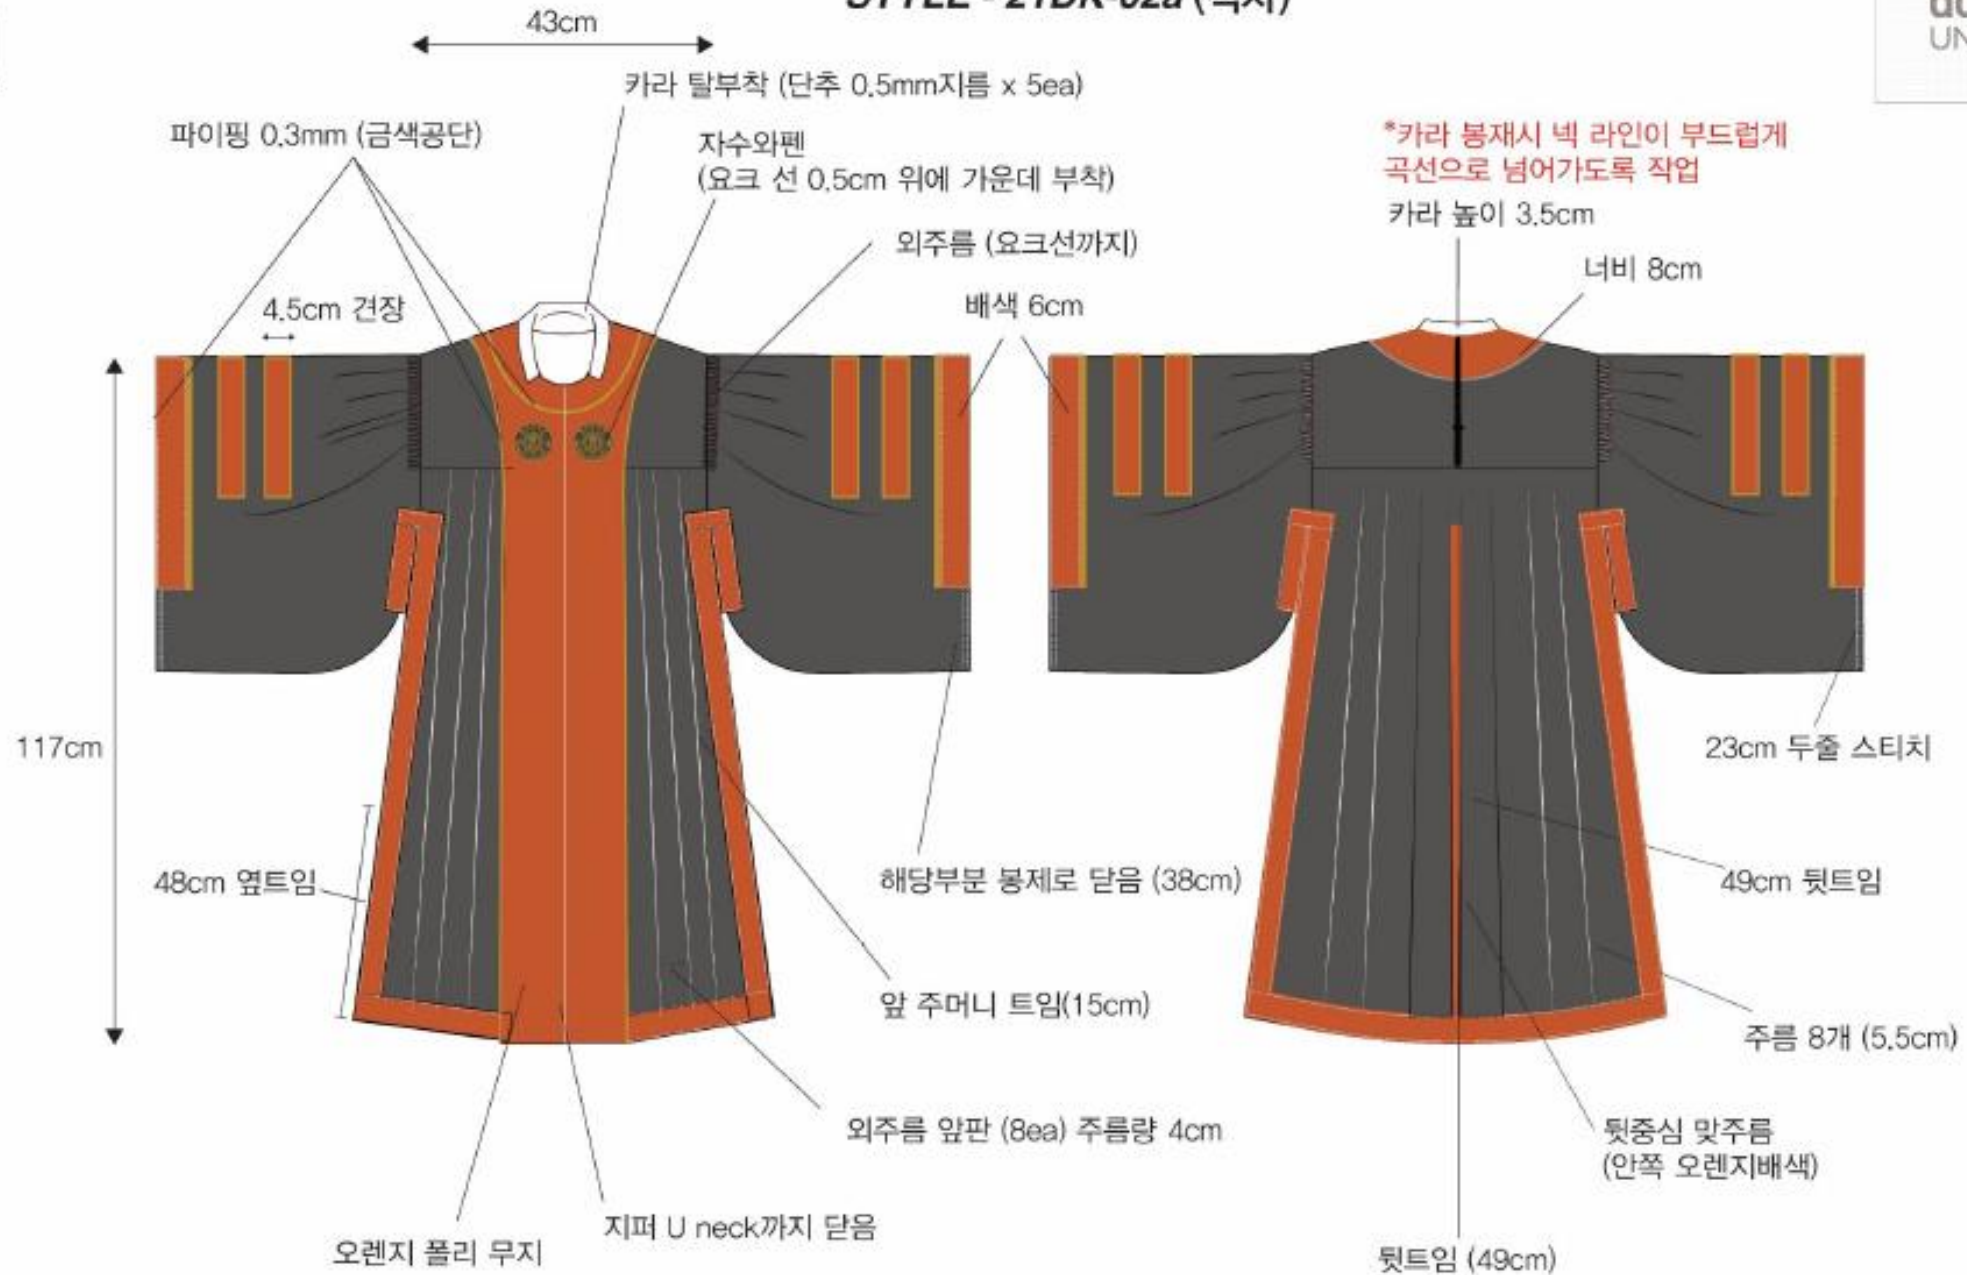 43cm
카라 탈부착 (단추 0.5mm지름 x 5ea)
파이핑 0.3mm (금색공단)
자수와펜
(요크 선 0.5cm 위에 가운데 부착)
외주름 (요크선까지)
4.5cm 견장
배색 6cm
*카라 봉재시 넥 라인이 부드럽게
곡선으로 넘어가도록 작업
카라 높이 3.5cm
너비 8cm
117cm
23cm 두줄 스티치
48cm 옆트임
해당부분 봉제로 닫음 (38cm)
49cm 뒷트임
앞 주머니 트임(15cm)
주름 8개 (5.5cm)
외주름 앞판 (8ea) 주름량 4cm
뒷중심 맞주름
(안쪽 오렌지배색)
지퍼 U neck까지 닫음
오렌지 폴리 무지
뒷트임 (49cm)